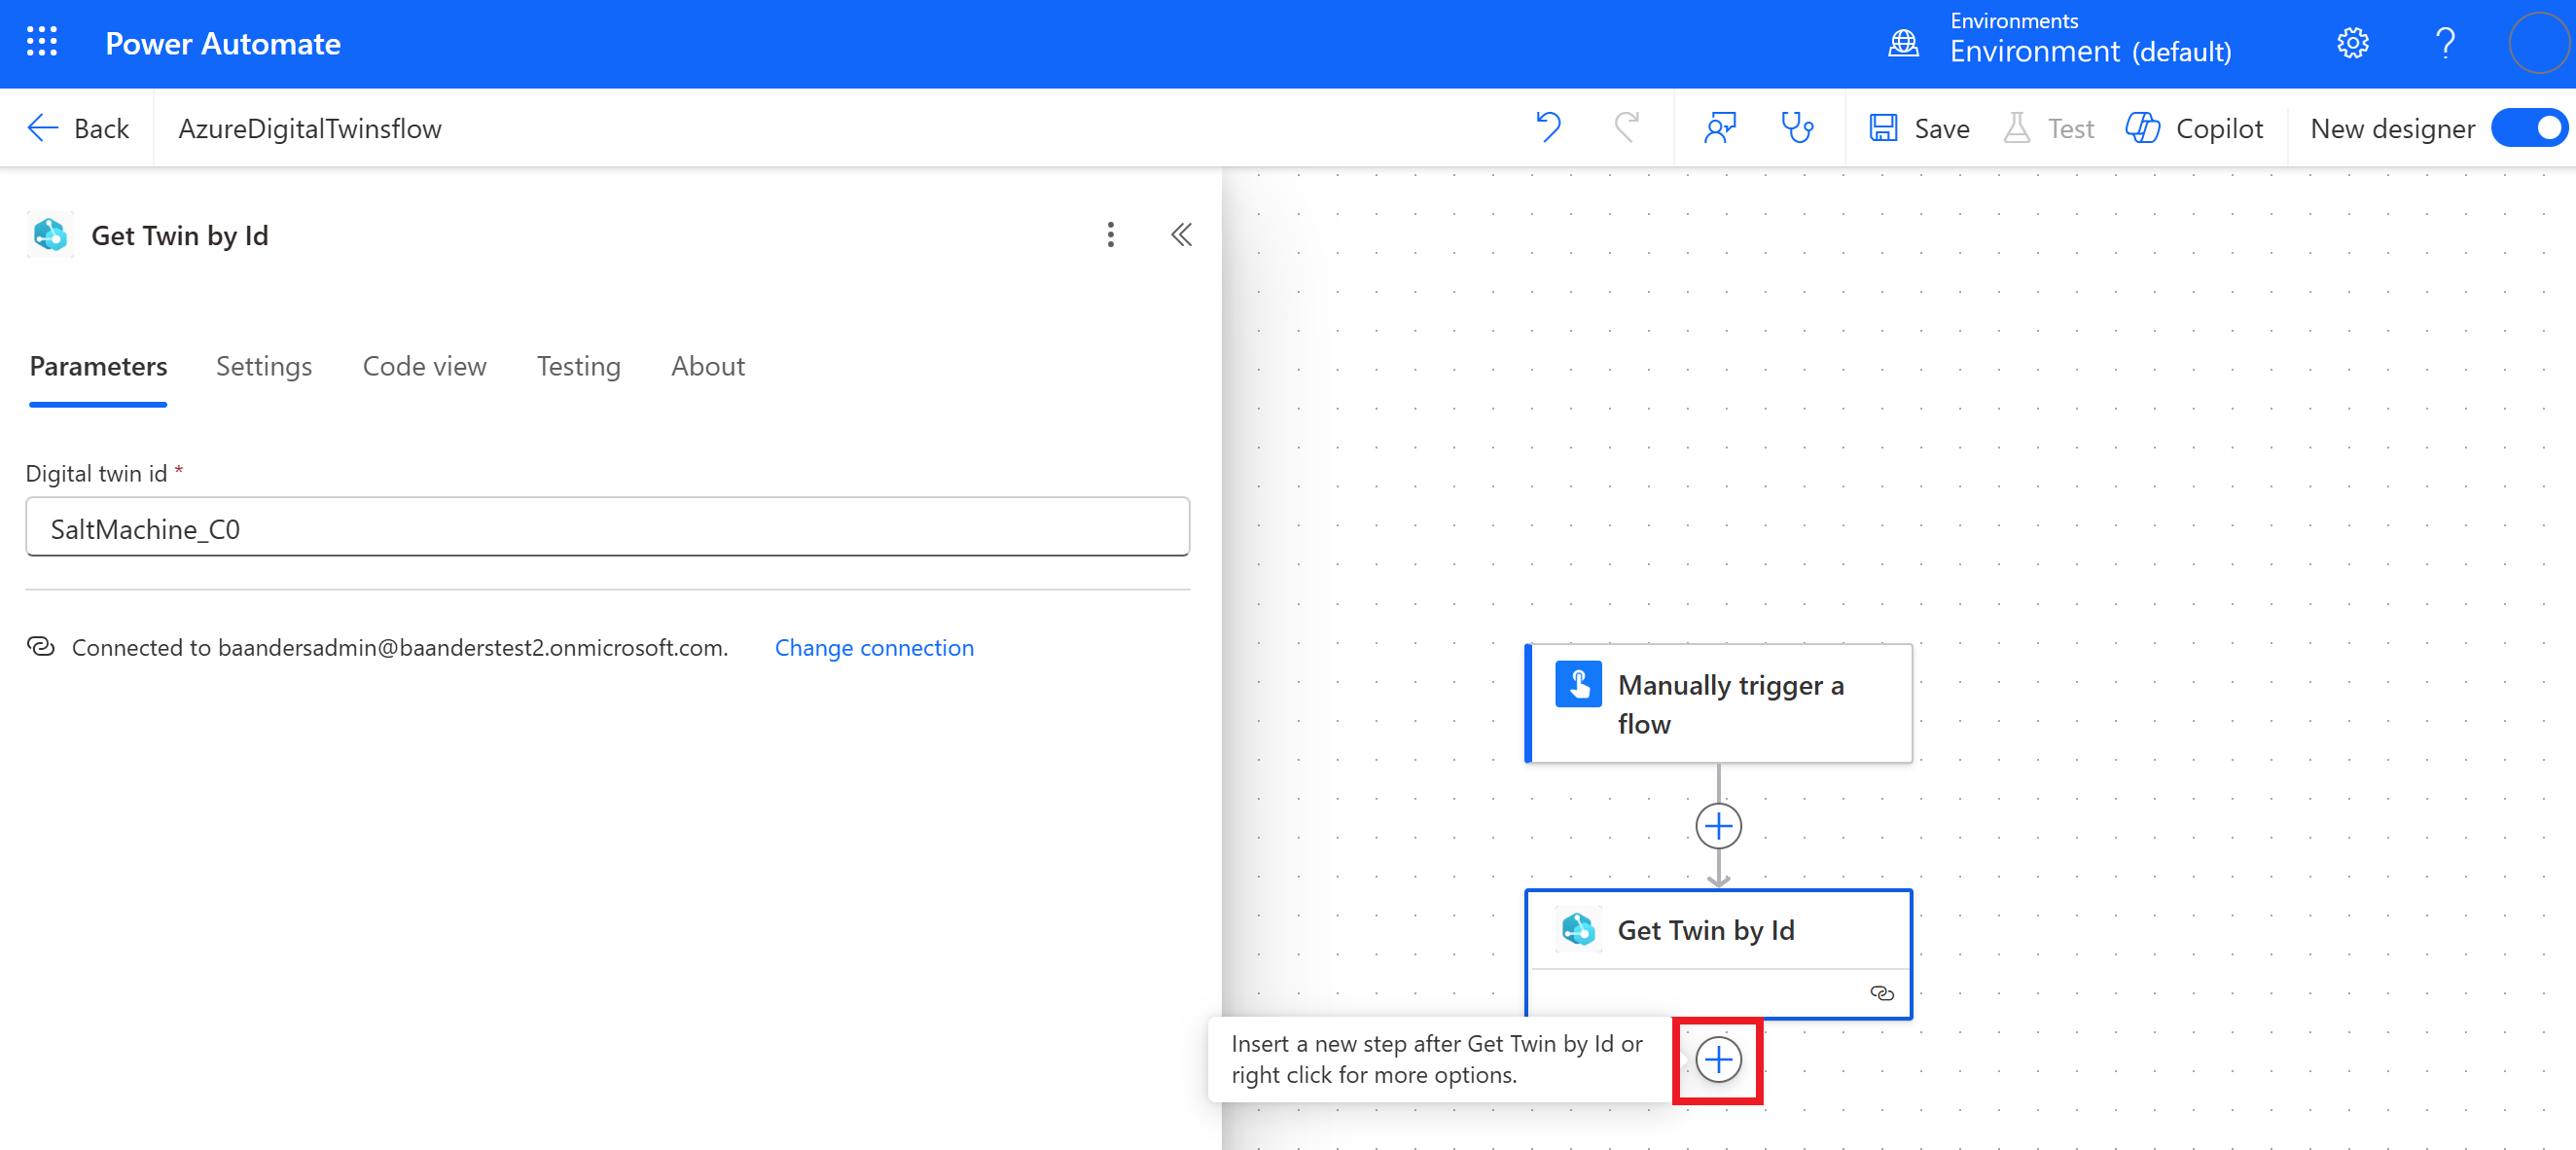 Power Automate
Environments
Environment (default)
Back
AzureDigitalTwinsflow
Save
Test
Copilot
New designer
Get Twin by Id
Parameters
Settings
Code view
Testing
About
Digital twin id *
SaltMachine_C0
Connected to baandersadmin@baanderstest2.onmicrosoft.com.
Change connection
Manually trigger a
flow
Get Twin by Id
Insert a new step after Get Twin by Id or
right click for more options.